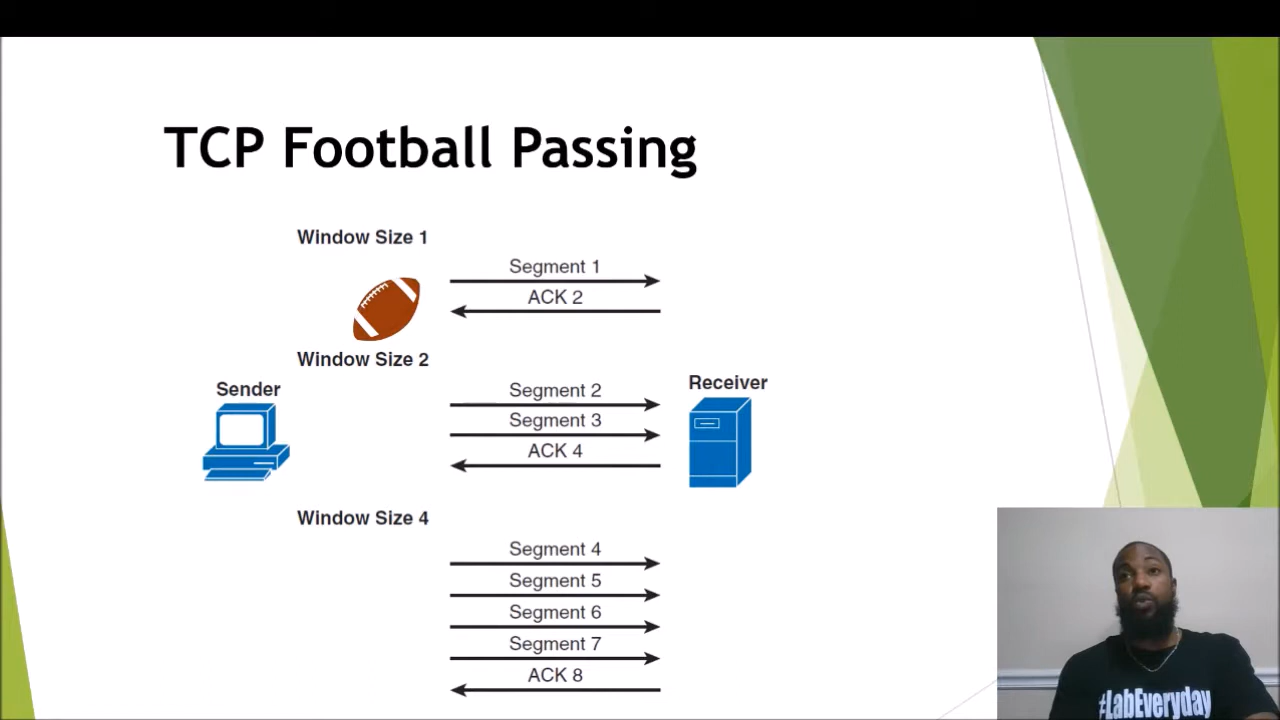 TCP Football Passing
Window Size 1
Segment 1
ACK 2
Window Size 2
Sender
Receiver
Segment 2
Segment 3
ACK 4
Window Size 4
Segment 4
Segment 5
Segment 6
Segment 7
ACK 8
#LabEveryday